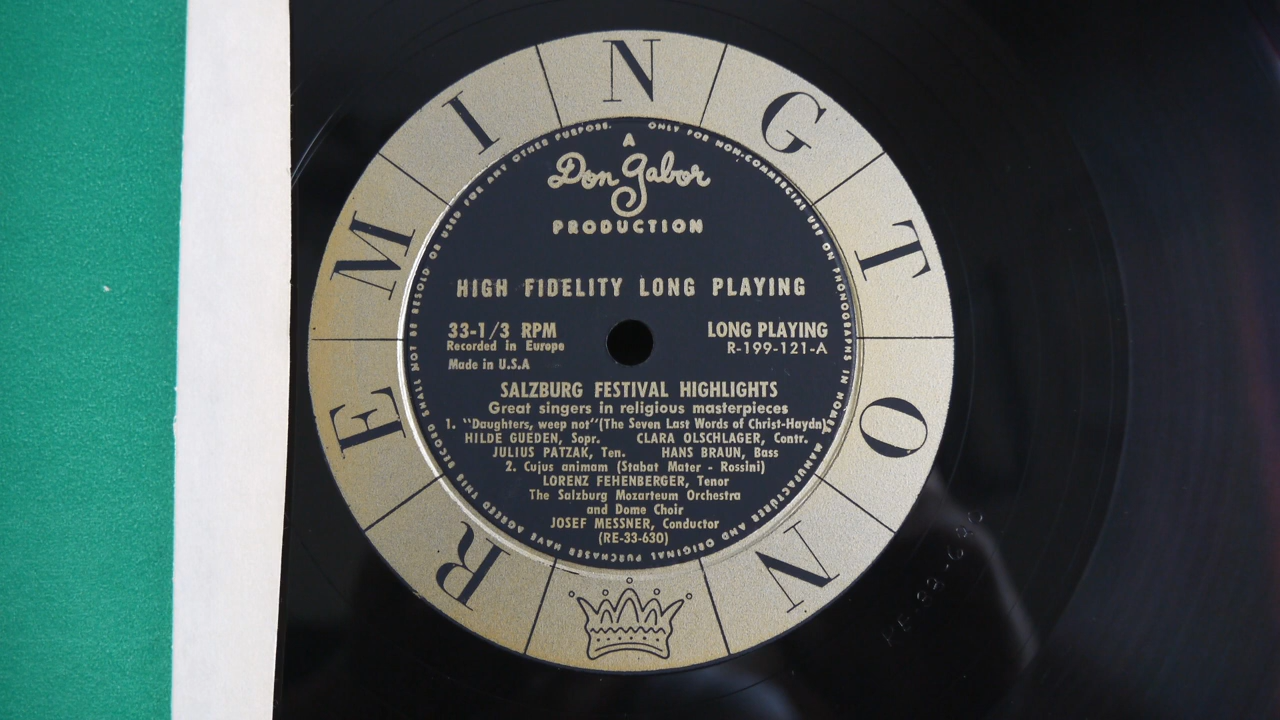 REMINGTON
ONLY FOR NON-COMMERCIAL USE ON PHONOGRAPHS IN HOMES. MANUFACTURER AND ORIGINAL PURCHASER HAVE AGREED THIS RECORD SHALL NOT BE RESOLD OR USED FOR ANY OTHER PURPOSE.
A
Don Gabor
PRODUCTION
HIGH FIDELITY LONG PLAYING
33-1/3 RPM LONG PLAYING
Recorded in Europe R-199-121-A
Made in U.S.A
SALZBURG FESTIVAL HIGHLIGHTS
Great singers in religious masterpieces
1. "Daughters, weep not"(The Seven Last Words of Christ-Haydn)
HILDE GUEDEN, Sopr. CLARA OLSCHLAGER, Contr.
JULIUS PATZAK, Ten. HANS BRAUN, Bass
2. Cujus animam (Stabat Mater - Rossini)
LORENZ FEHENBERGER, Tenor
The Salzburg Mozarteum Orchestra
and Dome Choir
JOSEF MESSNER, Conductor
(RE-33-630)